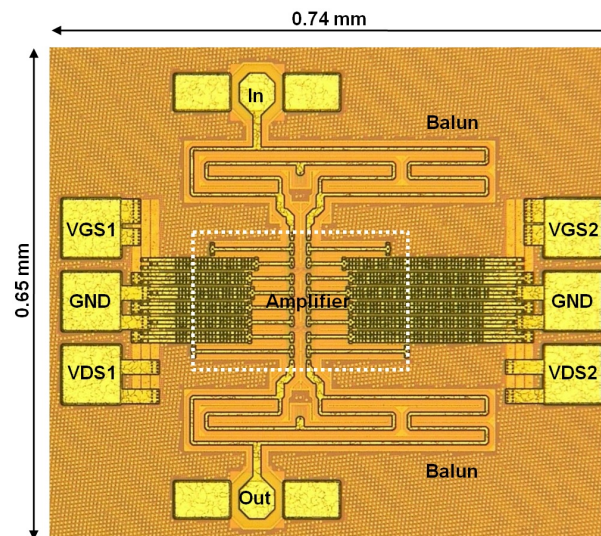 0.74 mm
In
Balun
VGS1
VGS2
0.65 mm
GND
Amplifier
GND
VDS1
VDS2
Balun
Out